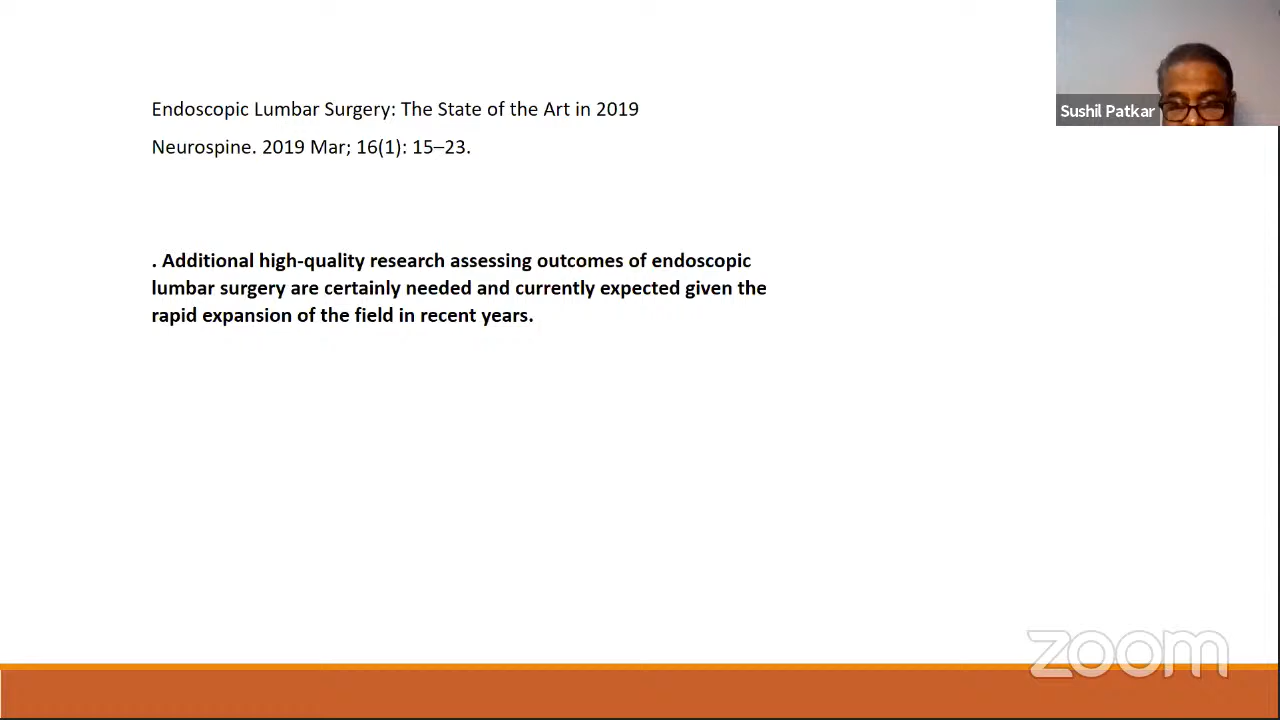 Endoscopic Lumbar Surgery: The State of the Art in 2019
Neurospine. 2019 Mar; 16(1): 15–23.
. Additional high-quality research assessing outcomes of endoscopic
lumbar surgery are certainly needed and currently expected given the
rapid expansion of the field in recent years.
Sushil Patkar
zoom